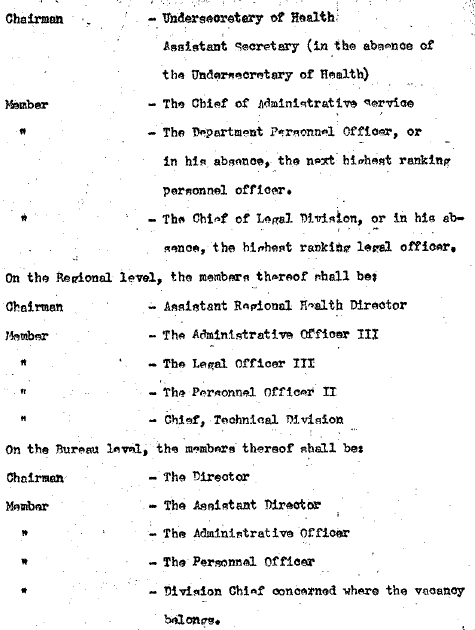 Chairman - Undersecretary of Health
Assistant Secretary (in the absence of
the Undersecretary of Health)
Member - The Chief of Administrative service
" - The Department Personnel Officer, or
in his absence, the next highest ranking
personnel officer.
" - The Chief of Legal Division, or in his ab-
sence, the highest ranking legal officer.
On the Regional level, the members thereof shall be:
Chairman - Assistant Regional Health Director
Member - The Administrative Officer III
" - The Legal Officer III
" - The Personnel Officer II
" - Chief, Technical Division
On the Bureau level, the members thereof shall be:
Chairman - The Director
Member - The Assistant Director
" - The Administrative Officer
" - The Personnel Officer
" - Division Chief concerned where the vacancy
belongs.